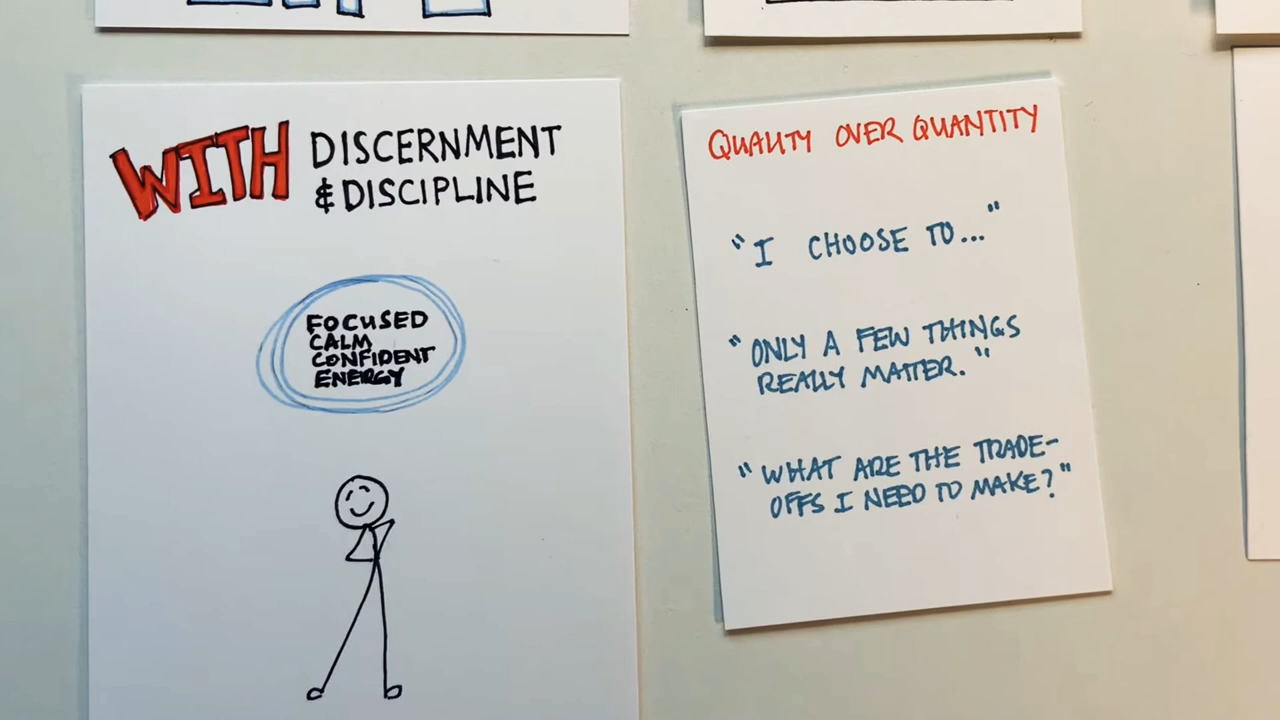 WITH DISCERNMENT
& DISCIPLINE
FOCUSED
CALM
CONFIDENT
ENERGY
QUALITY OVER QUANTITY
"I CHOOSE TO..."
"ONLY A FEW THINGS
REALLY MATTER."
"WHAT ARE THE TRADE-
OFFS I NEED TO MAKE?"